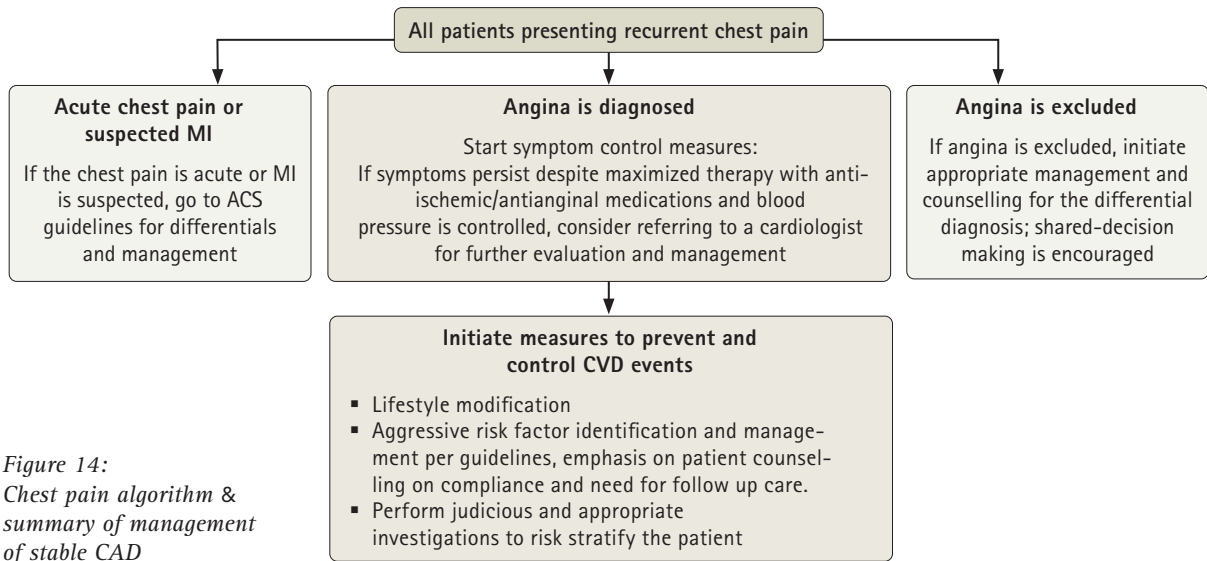 All patients presenting recurrent chest pain
Acute chest pain or
suspected MI
If the chest pain is acute or MI
is suspected, go to ACS
guidelines for differentials
and management
Angina is diagnosed
Start symptom control measures:
If symptoms persist despite maximized therapy with anti-
ischemic/antianginal medications and blood
pressure is controlled, consider referring to a cardiologist
for further evaluation and management
Angina is excluded
If angina is excluded, initiate
appropriate management and
counselling for the differential
diagnosis; shared-decision
making is encouraged
Initiate measures to prevent and
control CVD events
▪ Lifestyle modification
▪ Aggressive risk factor identification and manage-
ment per guidelines, emphasis on patient counsel-
ling on compliance and need for follow up care.
▪ Perform judicious and appropriate
investigations to risk stratify the patient
Figure 14:
Chest pain algorithm &
summary of management
of stable CAD